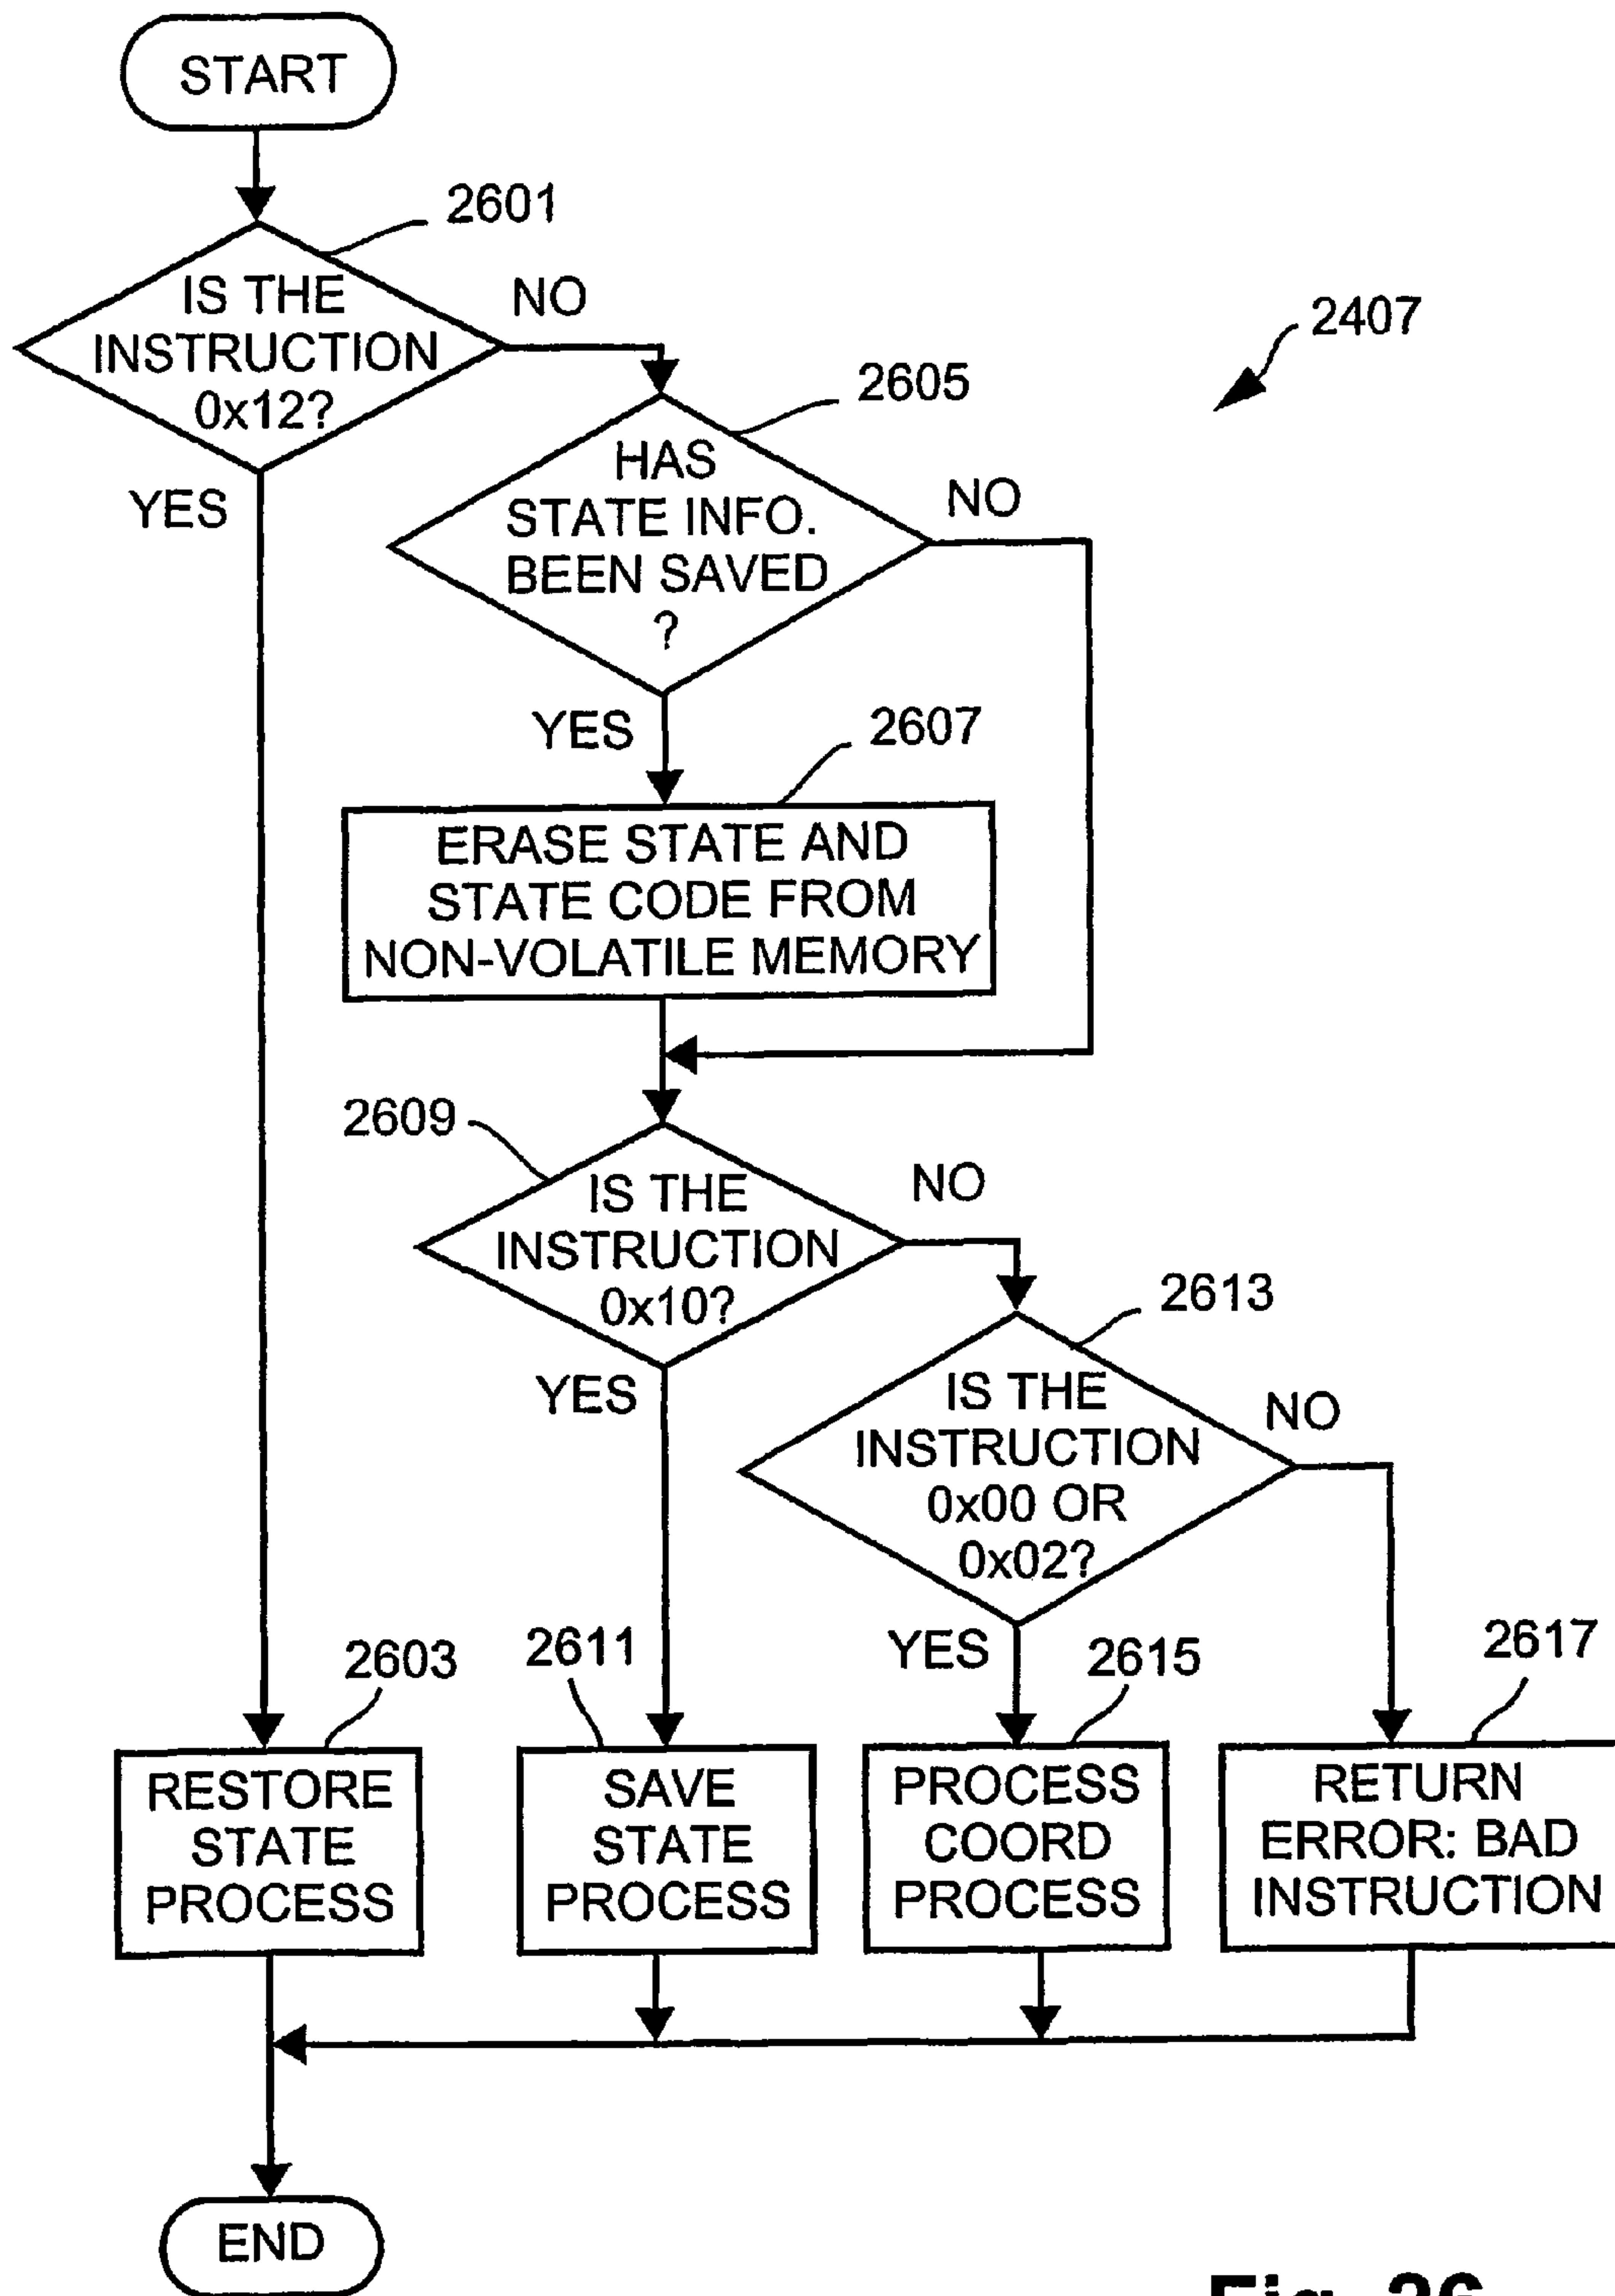 START
2601
IS THE
INSTRUCTION
0x12?
NO
YES
2407
2605
HAS
STATE INFO.
BEEN SAVED
?
NO
YES
2607
ERASE STATE AND
STATE CODE FROM
NON-VOLATILE MEMORY
2609
IS THE
INSTRUCTION
0x10?
NO
YES
2613
IS THE
INSTRUCTION
0x00 OR
0x02?
NO
YES
2603
RESTORE
STATE
PROCESS
2611
SAVE
STATE
PROCESS
2615
PROCESS
COORD
PROCESS
2617
RETURN
ERROR: BAD
INSTRUCTION
END
Fig. 26